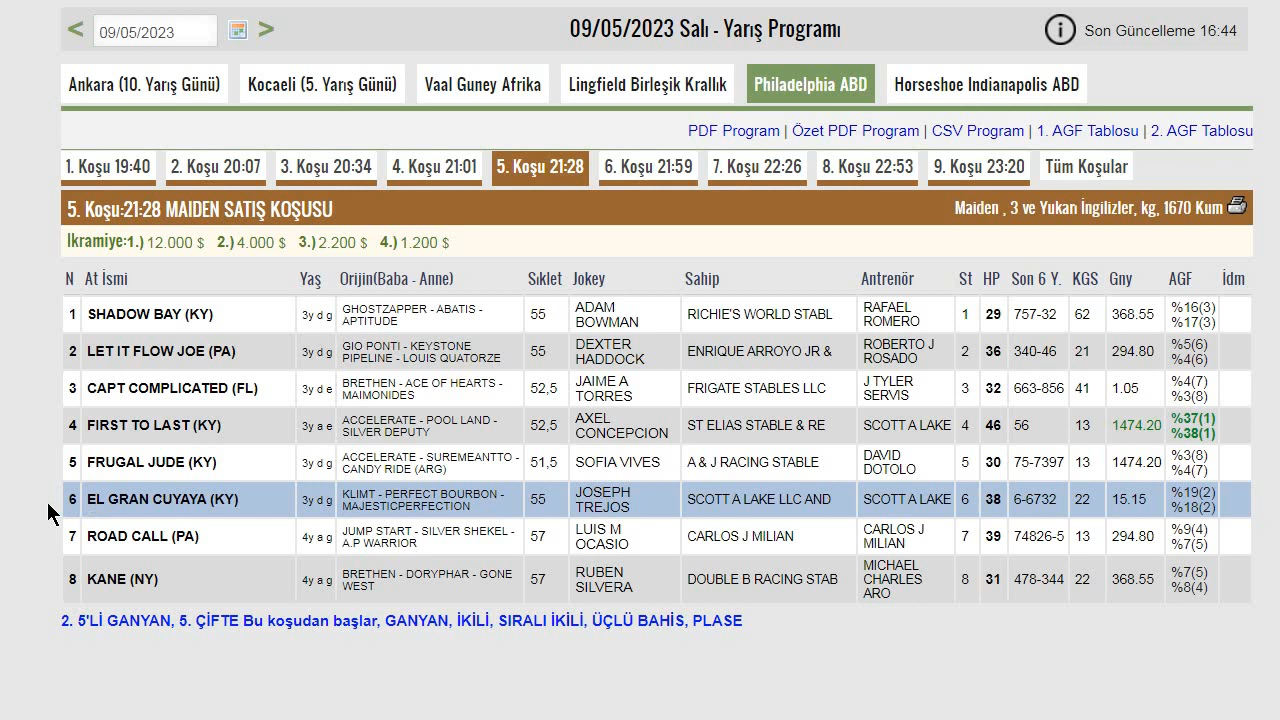 < 09/05/2023 > 09/05/2023 Salı - Yarış Programı i Son Güncelleme 16:44
Ankara (10. Yarış Günü) Kocaeli (5. Yarış Günü) Vaal Guney Afrika Lingfield Birleşik Krallık Philadelphia ABD Horseshoe Indianapolis ABD
PDF Program | Özet PDF Program | CSV Program | 1. AGF Tablosu | 2. AGF Tablosu
1. Koşu 19:40 2. Koşu 20:07 3. Koşu 20:34 4. Koşu 21:01 5. Koşu 21:28 6. Koşu 21:59 7. Koşu 22:26 8. Koşu 22:53 9. Koşu 23:20 Tüm Koşular
5. Koşu:21:28 MAIDEN SATIŞ KOŞUSU Maiden , 3 ve Yukarı İngilizler, kg, 1670 Kum
Ikramiye:1.) 12.000 $ 2.) 4.000 $ 3.) 2.200 $ 4.) 1.200 $
N At İsmi Yaş Orijin(Baba - Anne) Sıklet Jokey Sahip Antrenör St HP Son 6 Y. KGS Gny AGF İdm
1 SHADOW BAY (KY) 3y d g GHOSTZAPPER - ABATIS - APTITUDE 55 ADAM BOWMAN RICHIE'S WORLD STABL RAFAEL ROMERO 1 29 757-32 62 368.55 %16(3) %17(3)
2 LET IT FLOW JOE (PA) 3y d g GIO PONTI - KEYSTONE PIPELINE - LOUIS QUATORZE 55 DEXTER HADDOCK ENRIQUE ARROYO JR & ROBERTO J ROSADO 2 36 340-46 21 294.80 %5(6) %4(6)
3 CAPT COMPLICATED (FL) 3y d e BRETHEN - ACE OF HEARTS - MAIMONIDES 52,5 JAIME A TORRES FRIGATE STABLES LLC J TYLER SERVIS 3 32 663-856 41 1.05 %4(7) %3(8)
4 FIRST TO LAST (KY) 3y a e ACCELERATE - POOL LAND - SILVER DEPUTY 52,5 AXEL CONCEPCION ST ELIAS STABLE & RE SCOTT A LAKE 4 46 56 13 1474.20 %37(1) %38(1)
5 FRUGAL JUDE (KY) 3y d g ACCELERATE - SUREMEANTTO - CANDY RIDE (ARG) 51,5 SOFIA VIVES A & J RACING STABLE DAVID DOTOLO 5 30 75-7397 13 1474.20 %3(8) %4(7)
6 EL GRAN CUYAYA (KY) 3y d g KLIMT - PERFECT BOURBON - MAJESTICPERFECTION 55 JOSEPH TREJOS SCOTT A LAKE LLC AND SCOTT A LAKE 6 38 6-6732 22 15.15 %19(2) %18(2)
7 ROAD CALL (PA) 4y a g JUMP START - SILVER SHEKEL - A.P WARRIOR 57 LUIS M OCASIO CARLOS J MILIAN CARLOS J MILIAN 7 39 74826-5 13 294.80 %9(4) %7(5)
8 KANE (NY) 4y a g BRETHEN - DORYPHAR - GONE WEST 57 RUBEN SILVERA DOUBLE B RACING STAB MICHAEL CHARLES ARO 8 31 478-344 22 368.55 %7(5) %8(4)
2. 5'Lİ GANYAN, 5. ÇİFTE Bu koşudan başlar, GANYAN, İKİLİ, SIRALI İKİLİ, ÜÇLÜ BAHİS, PLASE